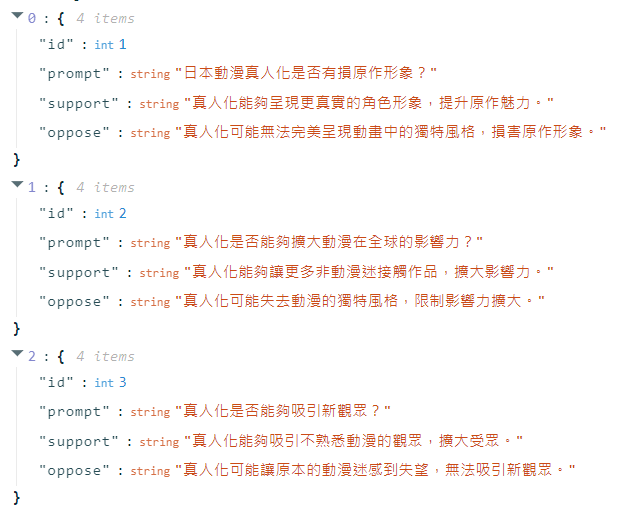 0 : { 4 items
"id" : int 1
"prompt" : string "日本動漫真人化是否有損原作形象？"
"support" : string "真人化能夠呈現更真實的角色形象，提升原作魅力。"
"oppose" : string "真人化可能無法完美呈現動畫中的獨特風格，損害原作形象。"
}
1 : { 4 items
"id" : int 2
"prompt" : string "真人化是否能夠擴大動漫在全球的影響力？"
"support" : string "真人化能夠讓更多非動漫迷接觸作品，擴大影響力。"
"oppose" : string "真人化可能失去動漫的獨特風格，限制影響力擴大。"
}
2 : { 4 items
"id" : int 3
"prompt" : string "真人化是否能夠吸引新觀眾？"
"support" : string "真人化能夠吸引不熟悉動漫的觀眾，擴大受眾。"
"oppose" : string "真人化可能讓原本的動漫迷感到失望，無法吸引新觀眾。"
}